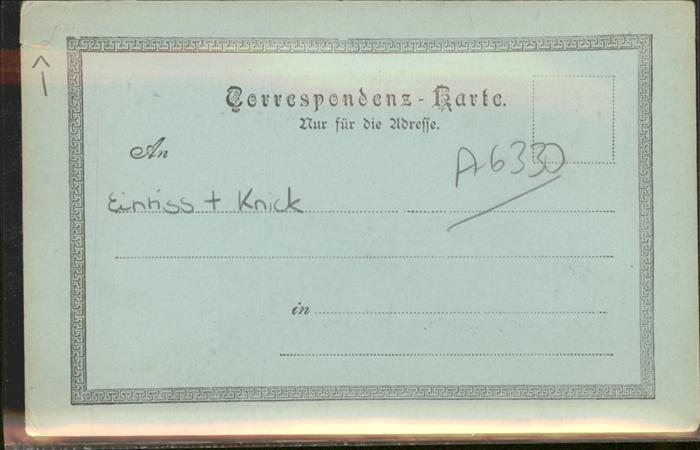 Correspondenz-Karte.
Nur für die Adresse.
An
A6330
Einriss + Knick
in